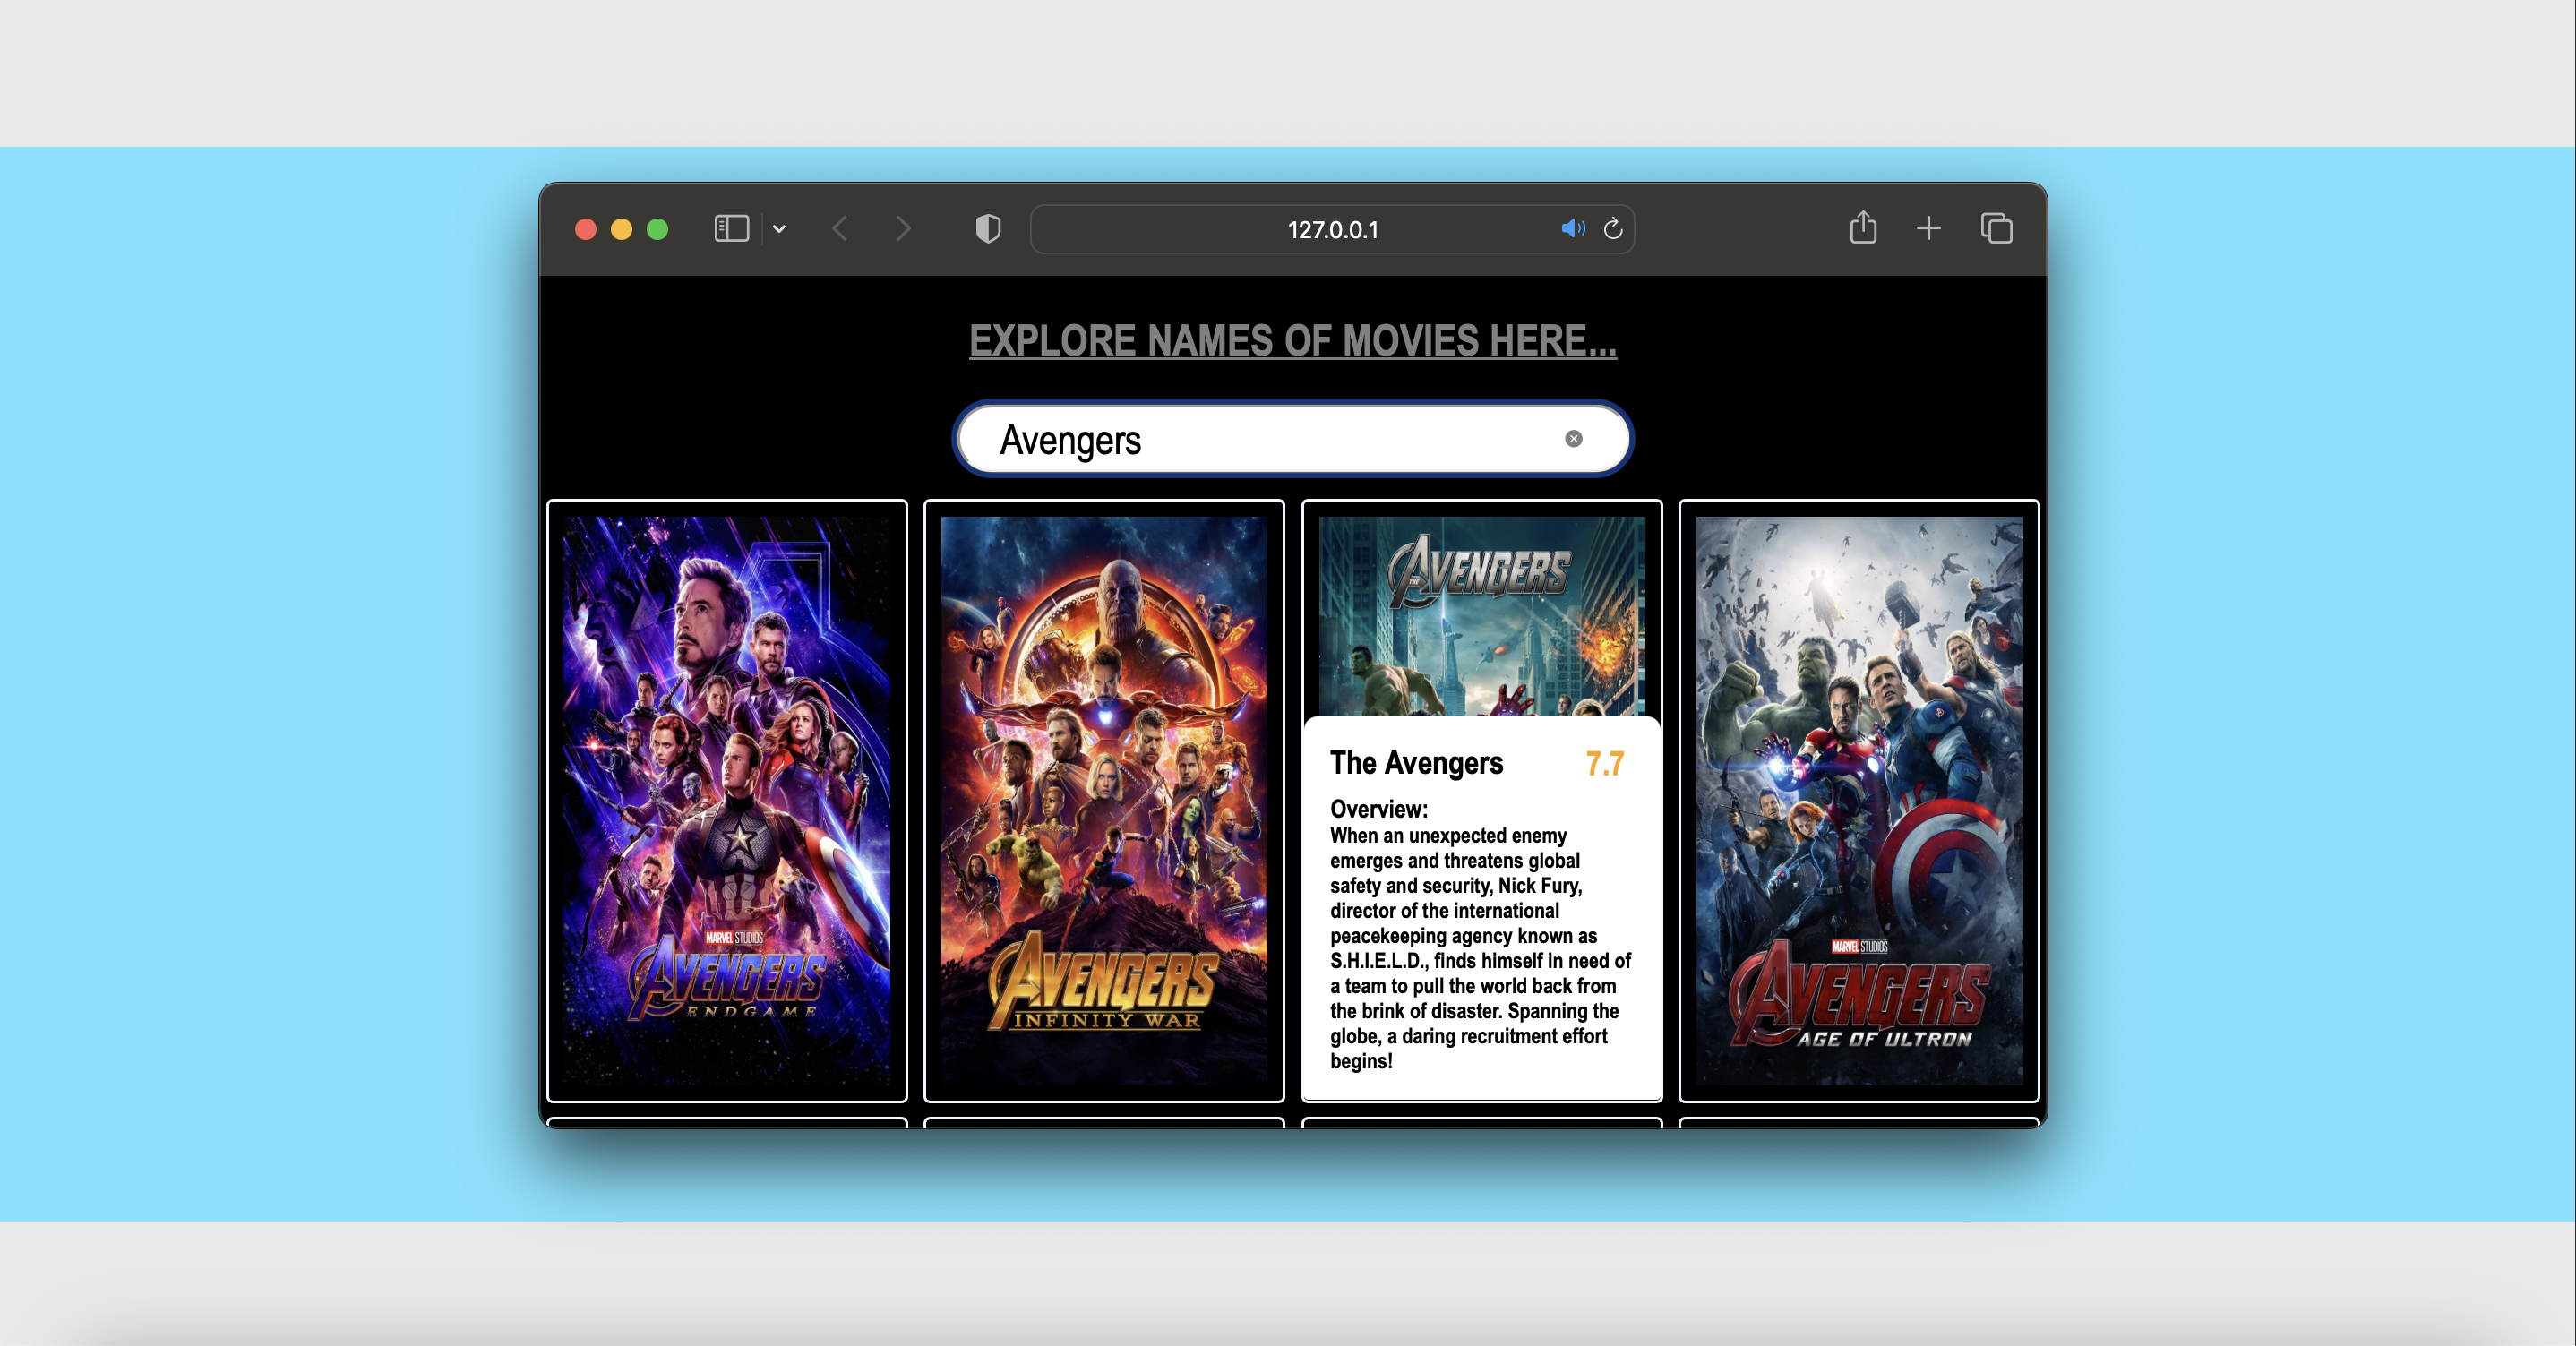 127.0.0.1
EXPLORE NAMES OF MOVIES HERE...
Avengers
MARVEL STUDIOS
AVENGERS
ENDGAME
AVENGERS
INFINITY WAR
THE AVENGERS
The Avengers 7.7
Overview:
When an unexpected enemy
emerges and threatens global
safety and security, Nick Fury,
director of the international
peacekeeping agency known as
S.H.I.E.L.D., finds himself in need of
a team to pull the world back from
the brink of disaster. Spanning the
globe, a daring recruitment effort
begins!
MARVEL STUDIOS
AVENGERS
AGE OF ULTRON